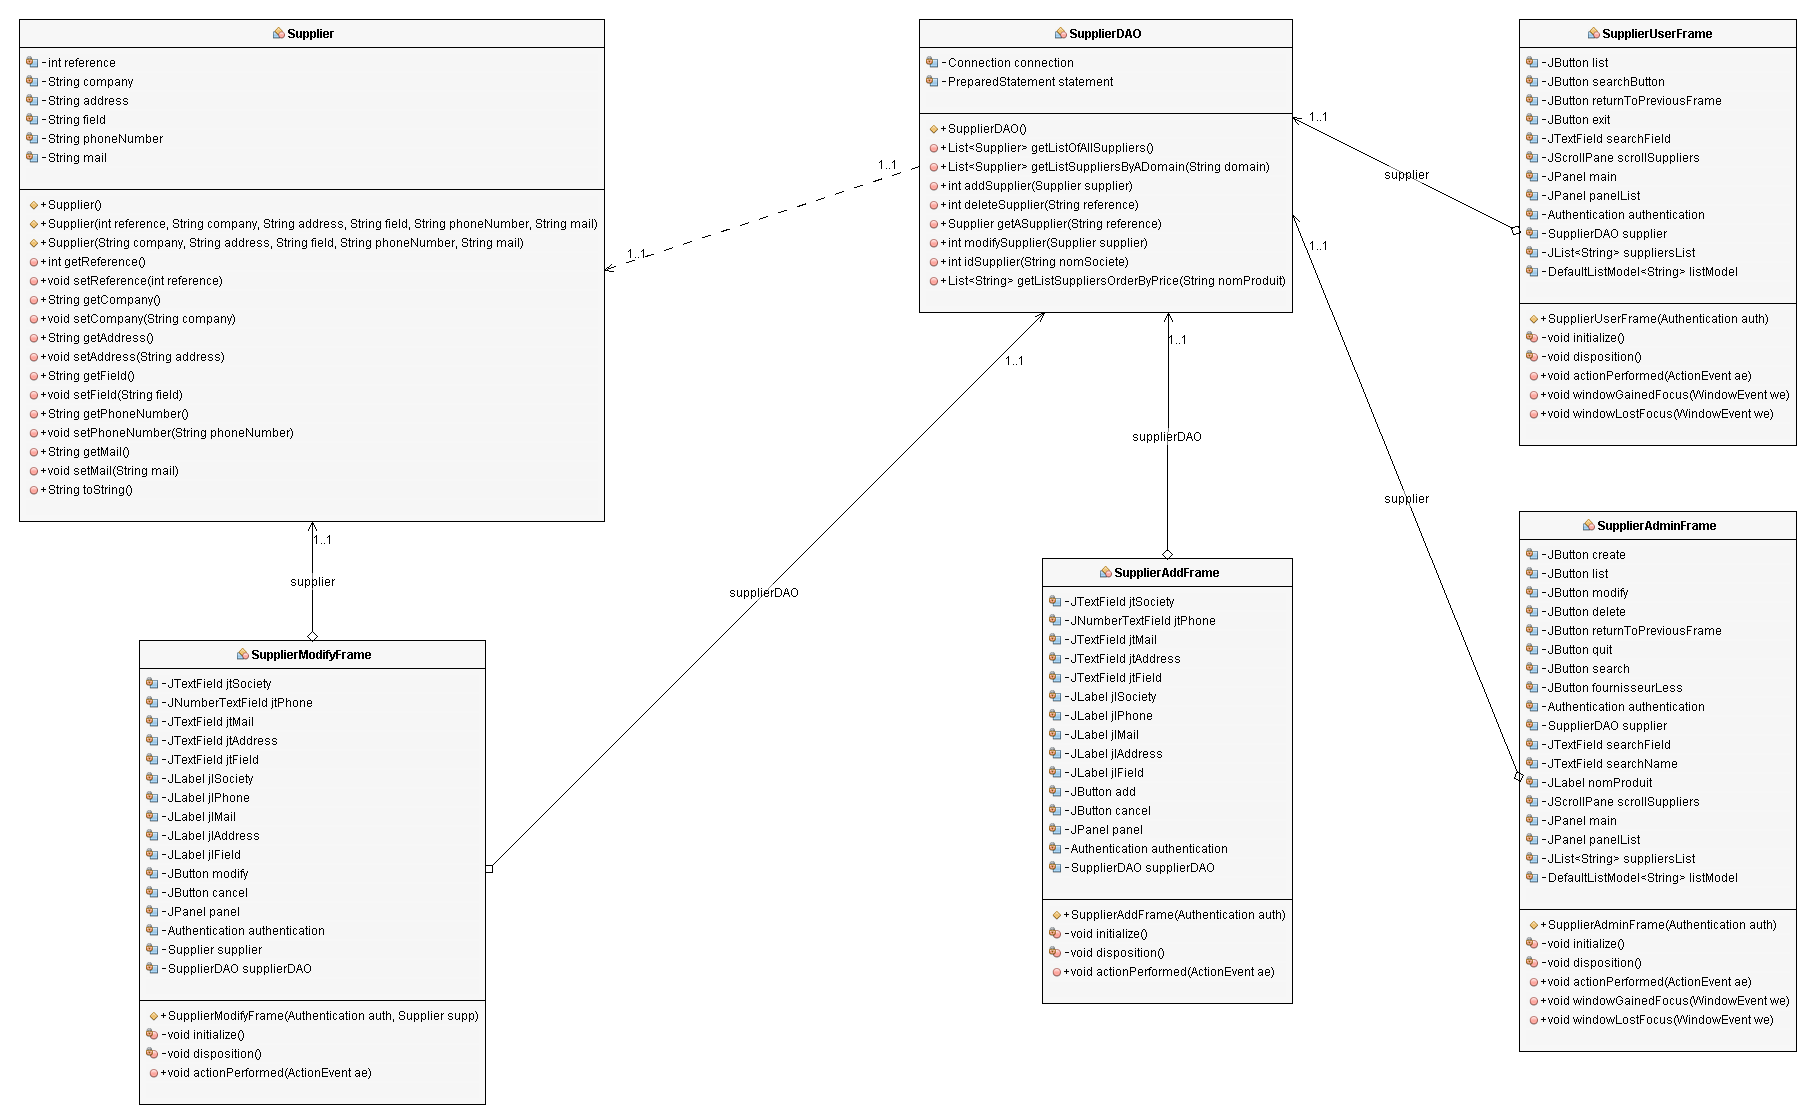 Supplier
-int reference
-String company
-String address
-String field
-String phoneNumber
-String mail
+Supplier()
+Supplier(int reference, String company, String address, String field, String phoneNumber, String mail)
+Supplier(String company, String address, String field, String phoneNumber, String mail)
+int getReference()
+void setReference(int reference)
+String getCompany()
+void setCompany(String company)
+String getAddress()
+void setAddress(String address)
+String getField()
+void setField(String field)
+String getPhoneNumber()
+void setPhoneNumber(String phoneNumber)
+String getMail()
+void setMail(String mail)
+String toString()
1..1
1..1
SupplierDAO
-Connection connection
-PreparedStatement statement
+SupplierDAO()
+List<Supplier> getListOfAllSuppliers()
+List<Supplier> getListSuppliersByADomain(String domain)
+int addSupplier(Supplier supplier)
+int deleteSupplier(String reference)
+Supplier getASupplier(String reference)
+int modifySupplier(Supplier supplier)
+int idSupplier(String nomSociete)
+List<String> getListSuppliersOrderByPrice(String nomProduit)
1..1
supplier
1..1
supplier
SupplierUserFrame
-JButton list
-JButton searchButton
-JButton returnToPreviousFrame
-JButton exit
-JTextField searchField
-JScrollPane scrollSuppliers
-JPanel main
-JPanel panelList
-Authentication authentication
-SupplierDAO supplier
-JList<String> suppliersList
-DefaultListModel<String> listModel
+SupplierUserFrame(Authentication auth)
-void initialize()
-void disposition()
+void actionPerformed(ActionEvent ae)
+void windowGainedFocus(WindowEvent we)
+void windowLostFocus(WindowEvent we)
1..1
supplier
1..1
supplierDAO
1..1
supplierDAO
SupplierModifyFrame
-JTextField jtSociety
-JNumberTextField jtPhone
-JTextField jtMail
-JTextField jtAddress
-JTextField jtField
-JLabel jlSociety
-JLabel jlPhone
-JLabel jlMail
-JLabel jlAddress
-JLabel jlField
-JButton modify
-JButton cancel
-JPanel panel
-Authentication authentication
-Supplier supplier
-SupplierDAO supplierDAO
+SupplierModifyFrame(Authentication auth, Supplier supp)
-void initialize()
-void disposition()
+void actionPerformed(ActionEvent ae)
SupplierAddFrame
-JTextField jtSociety
-JNumberTextField jtPhone
-JTextField jtMail
-JTextField jtAddress
-JTextField jtField
-JLabel jlSociety
-JLabel jlPhone
-JLabel jlMail
-JLabel jlAddress
-JLabel jlField
-JButton add
-JButton cancel
-JPanel panel
-Authentication authentication
-SupplierDAO supplierDAO
+SupplierAddFrame(Authentication auth)
-void initialize()
-void disposition()
+void actionPerformed(ActionEvent ae)
SupplierAdminFrame
-JButton create
-JButton list
-JButton modify
-JButton delete
-JButton returnToPreviousFrame
-JButton quit
-JButton search
-JButton fournisseurLess
-Authentication authentication
-SupplierDAO supplier
-JTextField searchField
-JTextField searchName
-JLabel nomProduit
-JScrollPane scrollSuppliers
-JPanel main
-JPanel panelList
-JList<String> suppliersList
-DefaultListModel<String> listModel
+SupplierAdminFrame(Authentication auth)
-void initialize()
-void disposition()
+void actionPerformed(ActionEvent ae)
+void windowGainedFocus(WindowEvent we)
+void windowLostFocus(WindowEvent we)